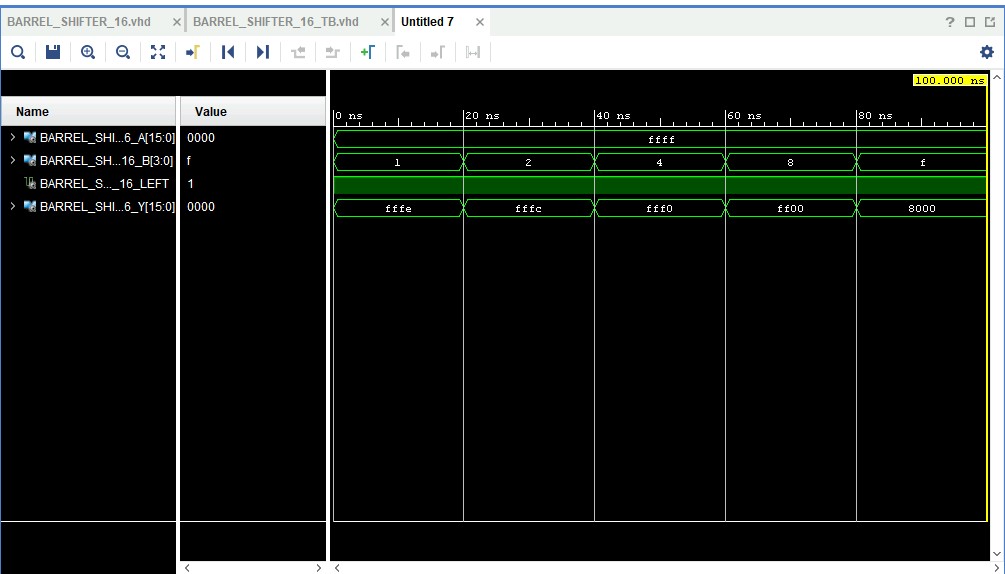 BARREL_SHIFTER_16.vhd × BARREL_SHIFTER_16_TB.vhd × Untitled 7 × ?
100.000 ns
Name Value
0 ns 20 ns 40 ns 60 ns 80 ns
BARREL_SHI...6_A[15:0] 0000 ffff
BARREL_SH...16_B[3:0] f 1 2 4 8 f
BARREL_S..._16_LEFT 1
BARREL_SHI...6_Y[15:0] 0000 fffe fffc fff0 ff00 8000